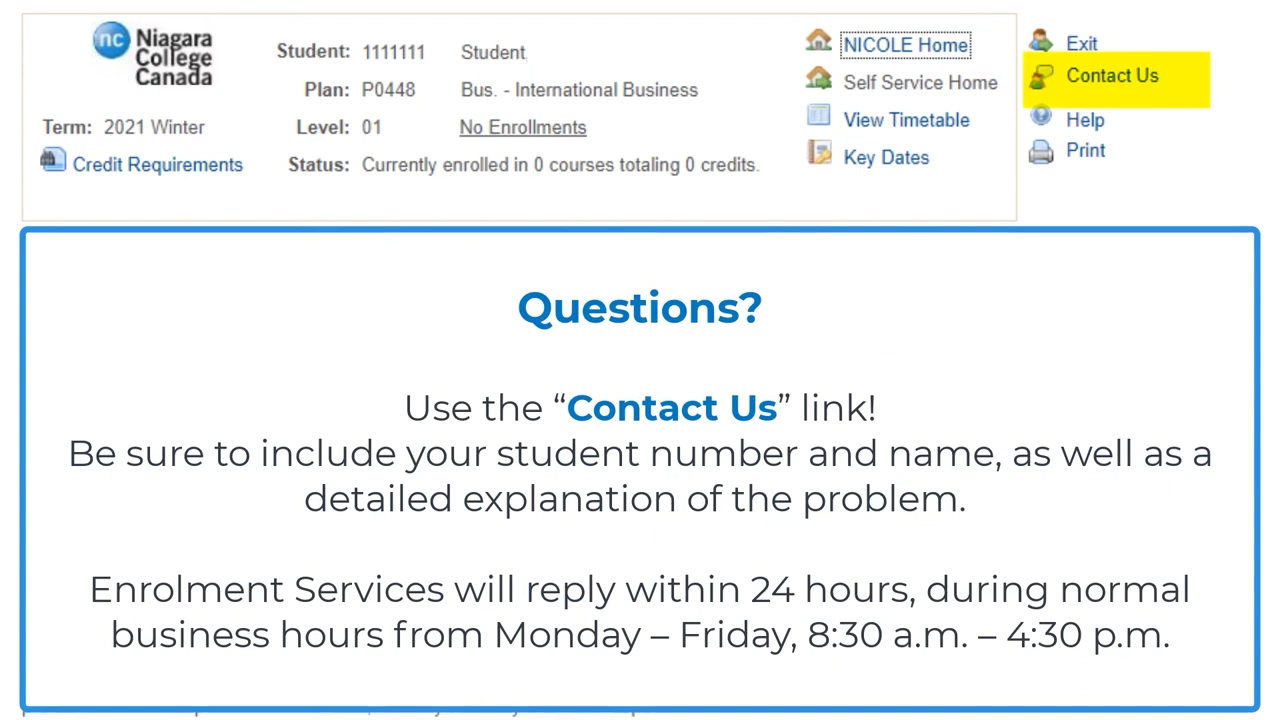 nc Niagara College Canada
Student: 1111111 Student
Plan: P0448 Bus. - International Business
Term: 2021 Winter Level: 01 No Enrollments
Credit Requirements Status: Currently enrolled in 0 courses totaling 0 credits.
NICOLE Home
Self Service Home
View Timetable
Key Dates
Exit
Contact Us
Help
Print
Questions?
Use the “Contact Us” link!
Be sure to include your student number and name, as well as a
detailed explanation of the problem.
Enrolment Services will reply within 24 hours, during normal
business hours from Monday – Friday, 8:30 a.m. – 4:30 p.m.